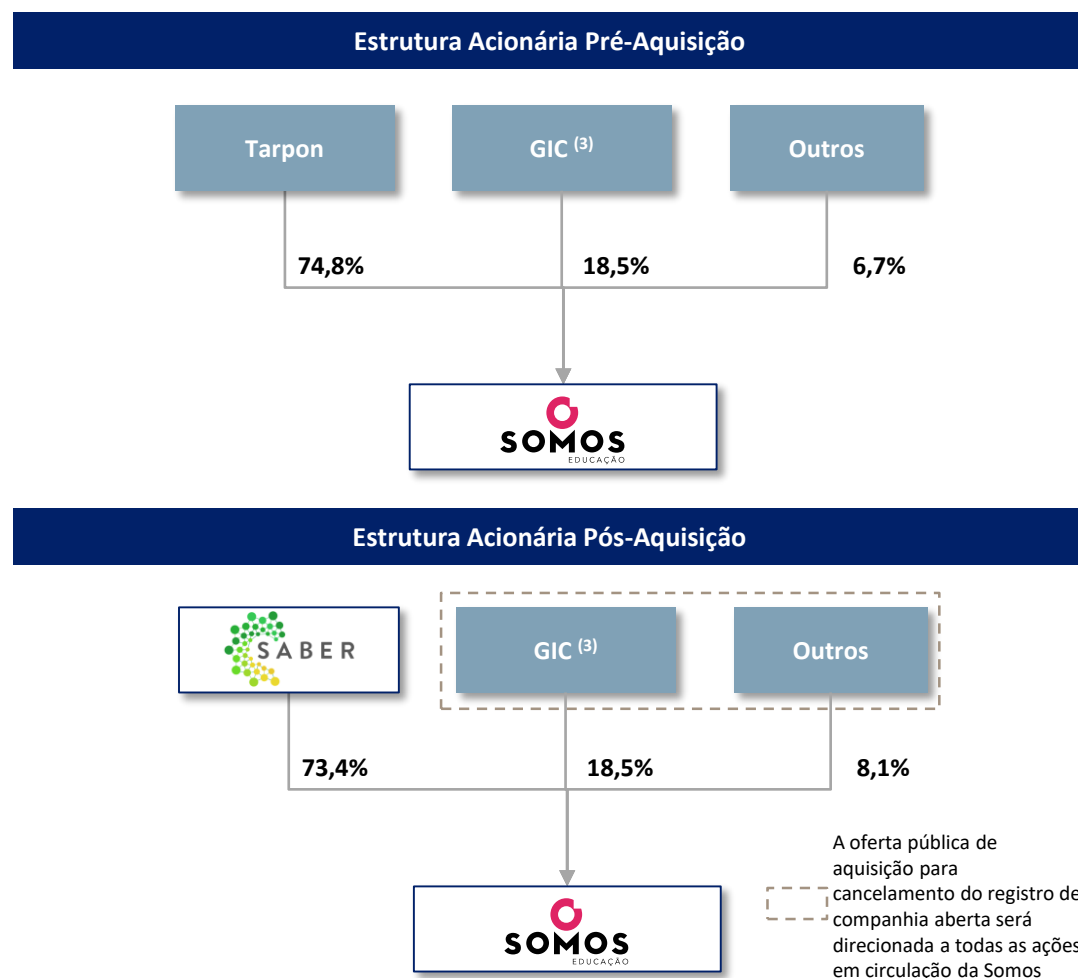 Estrutura Acionária Pré-Aquisição
Tarpon
GIC (3)
Outros
74,8%
18,5%
6,7%
SOMOS
EDUCAÇÃO
Estrutura Acionária Pós-Aquisição
SABER
GIC (3)
Outros
73,4%
18,5%
8,1%
A oferta pública de
aquisição para
cancelamento do registro de
companhia aberta será
direcionada a todas as ações
em circulação da Somos
SOMOS
EDUCAÇÃO